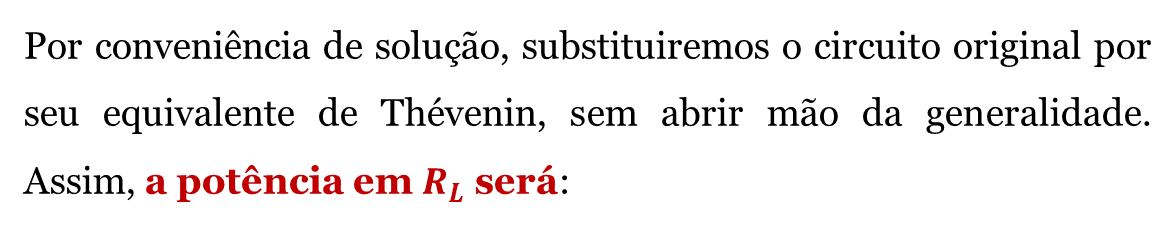 Por conveniência de solução, substituiremos o circuito original por
seu equivalente de Thévenin, sem abrir mão da generalidade.
Assim, a potência em R_L será: